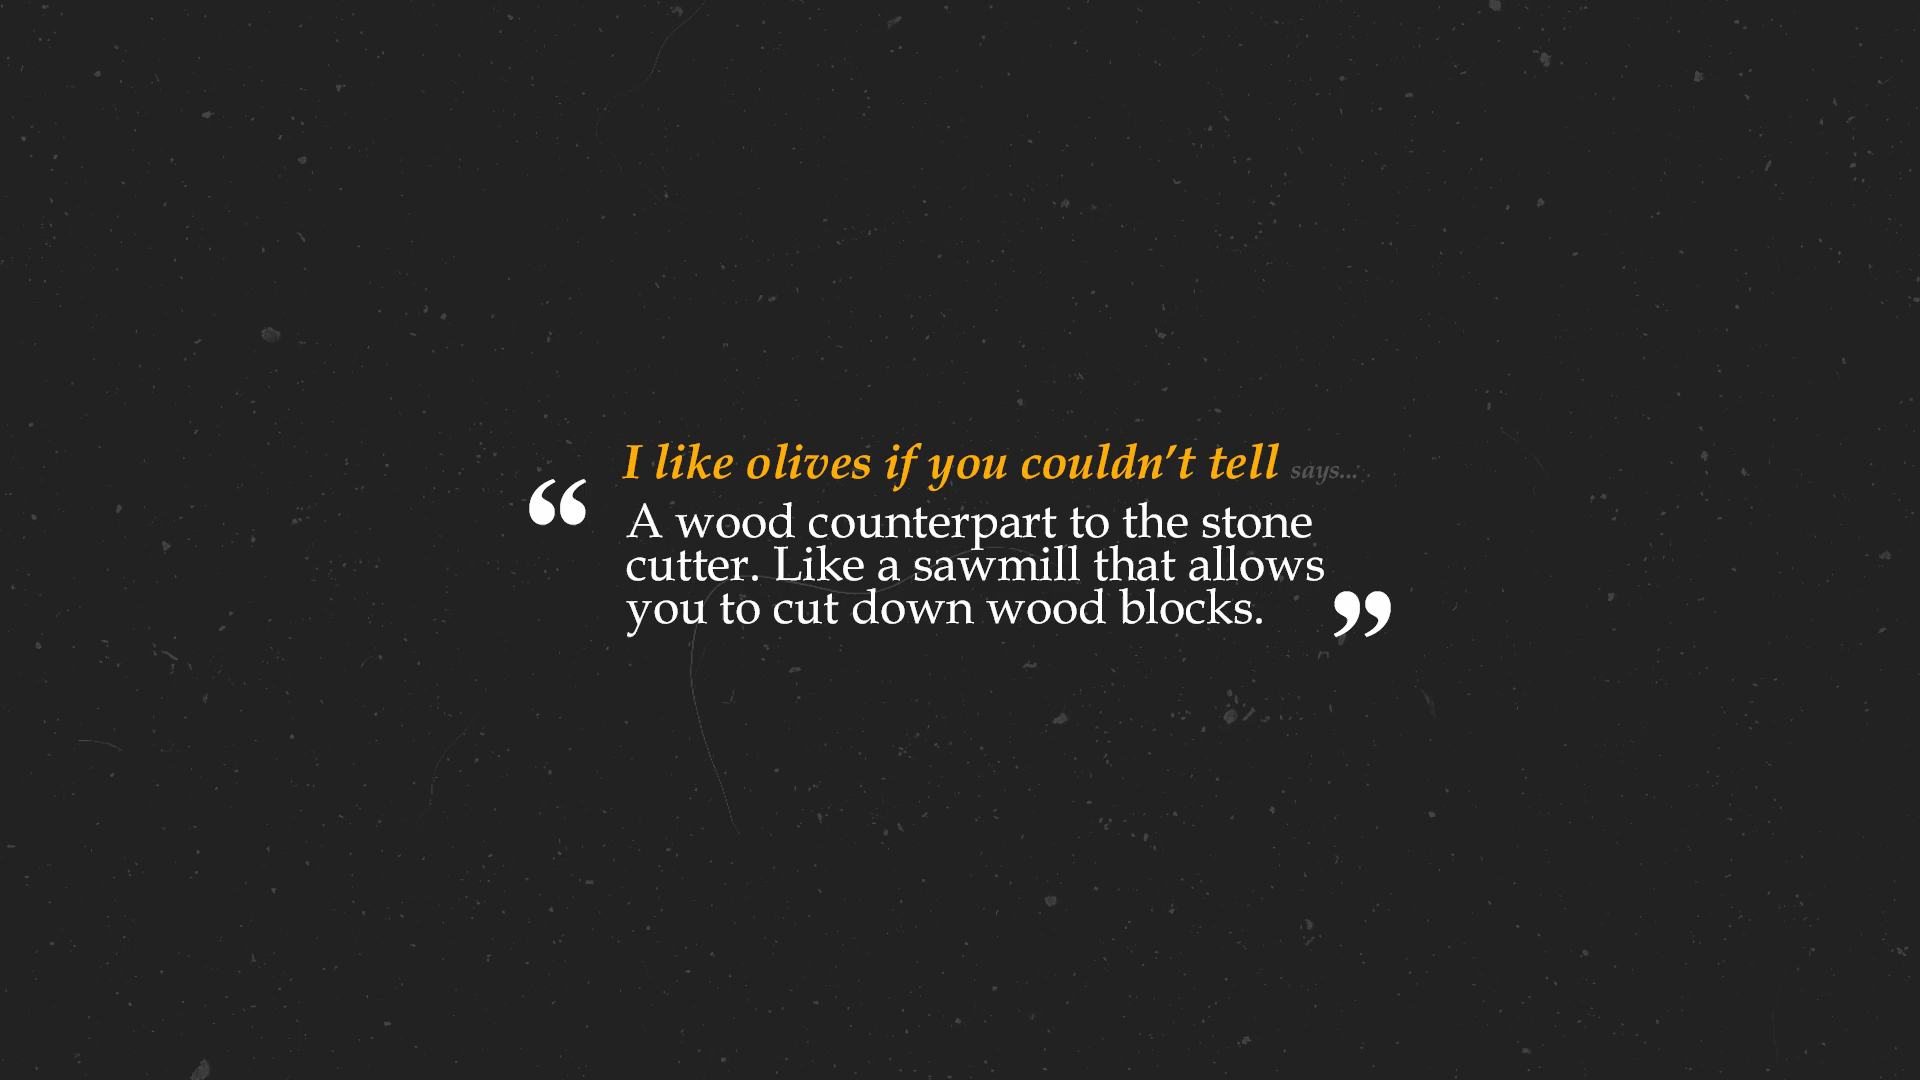 I like olives if you couldn’t tell says...
“A wood counterpart to the stone
cutter. Like a sawmill that allows
you to cut down wood blocks.”